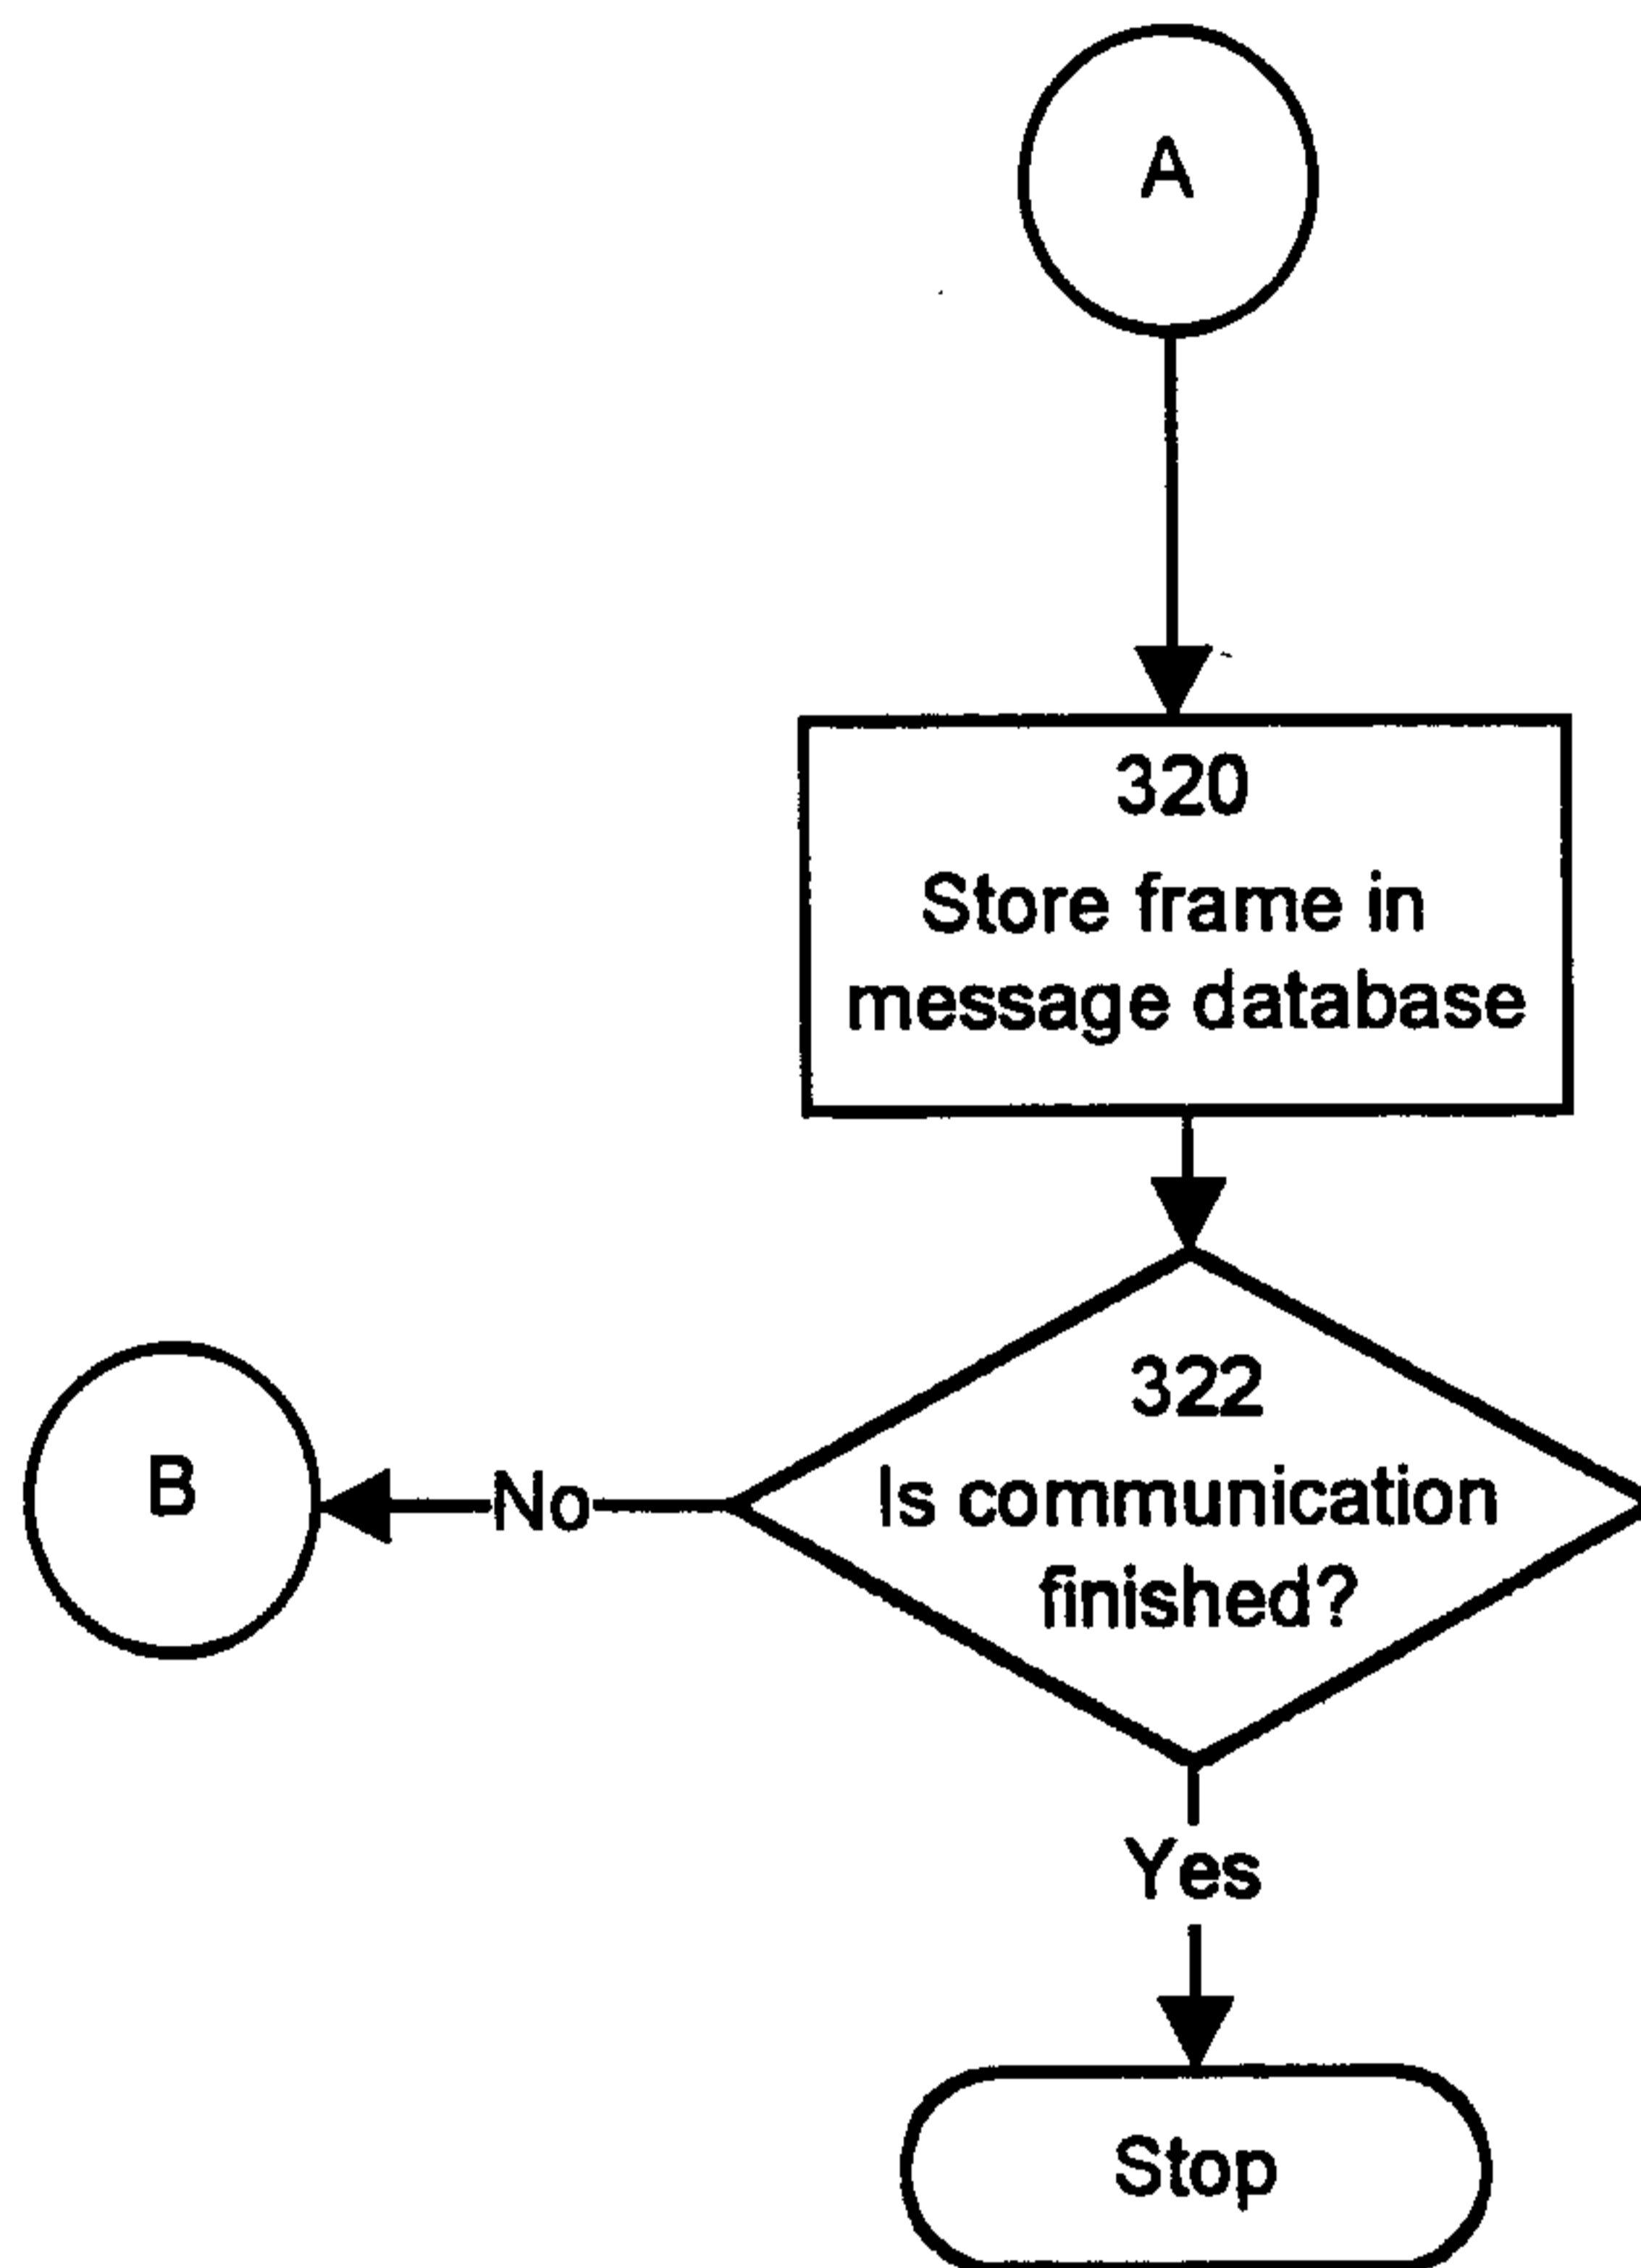 A
320
Store frame in
message database
322
Is communication
finished?
No
B
Yes
Stop